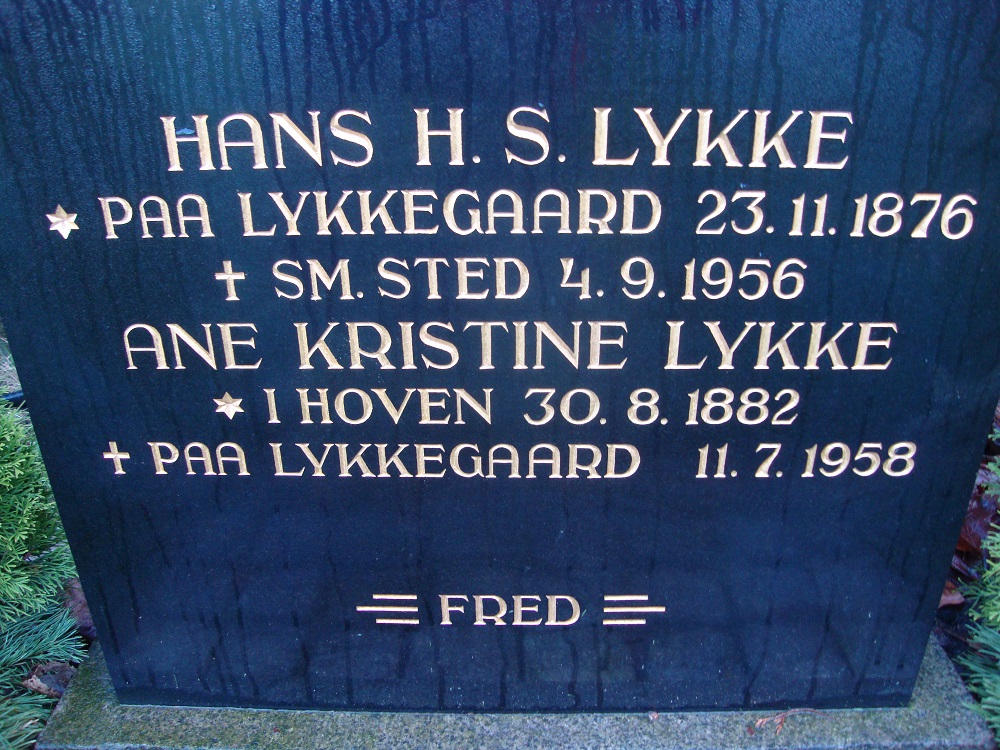 HANS H. S. LYKKE
✶ PAA LYKKEGAARD 23. 11. 1876
✝ SM. STED 4. 9. 1956
ANE KRISTINE LYKKE
✶ I HOVEN 30. 8. 1882
✝ PAA LYKKEGAARD 11. 7. 1958
FRED